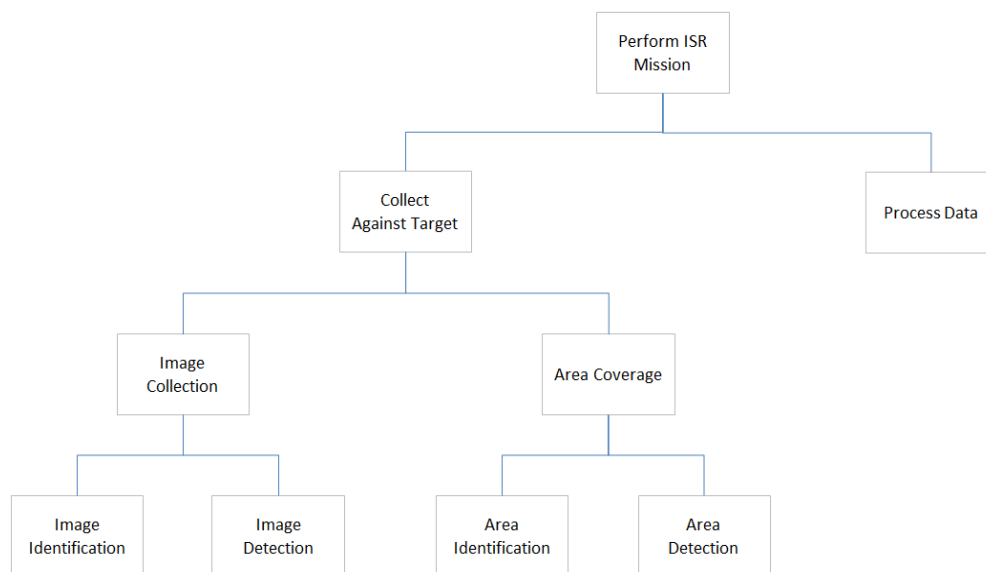 Perform ISR
Mission
Collect
Against Target
Process Data
Image
Collection
Area Coverage
Image
Identification
Image
Detection
Area
Identification
Area
Detection